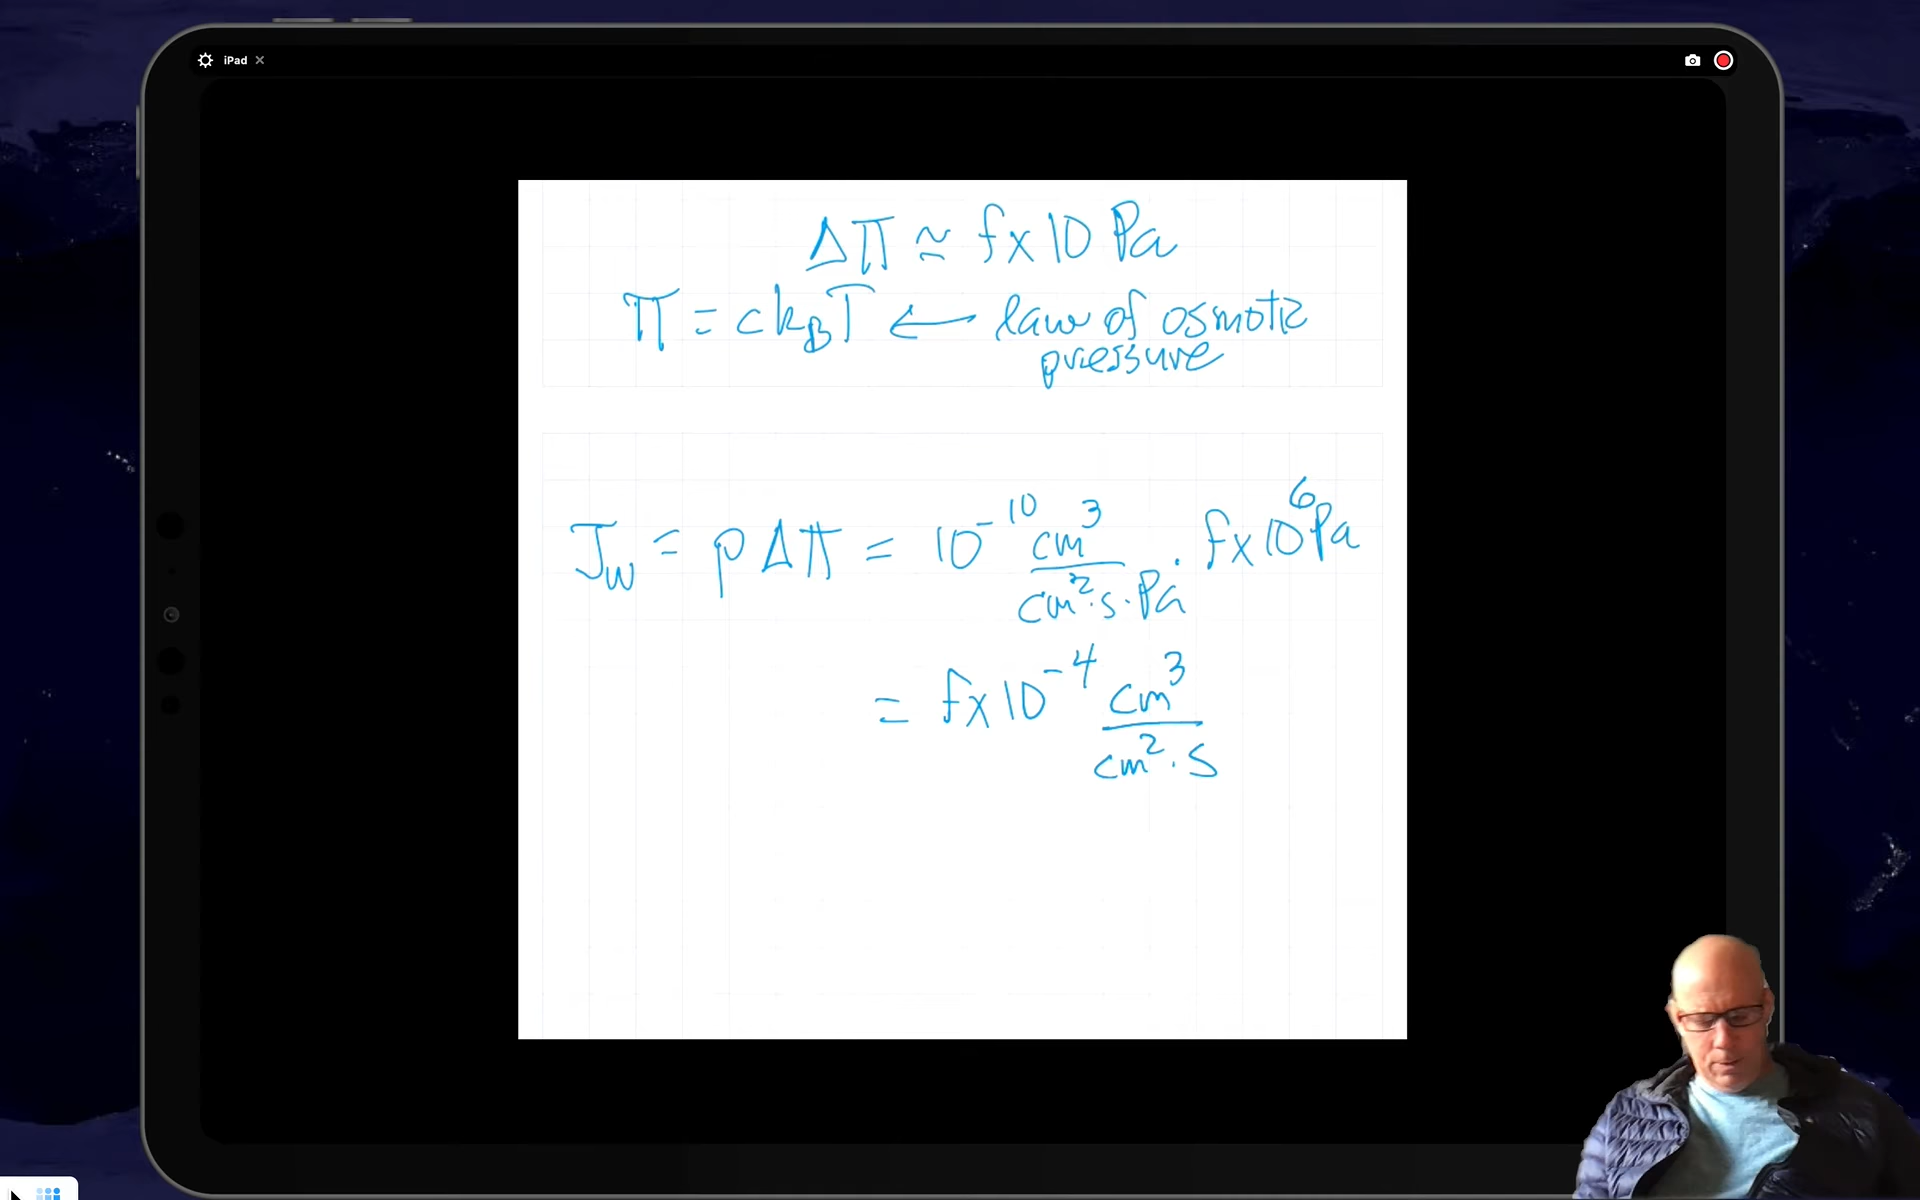 iPad ×
ΔΠ ≃ f×10 Pa
Π = ck_BT ← law of osmotic
pressure
J_w = pΔΠ = 10^-10 cm^3/(cm^2·s·Pa) · f×10^6 Pa
= f×10^-4 cm^3/(cm^2·s)